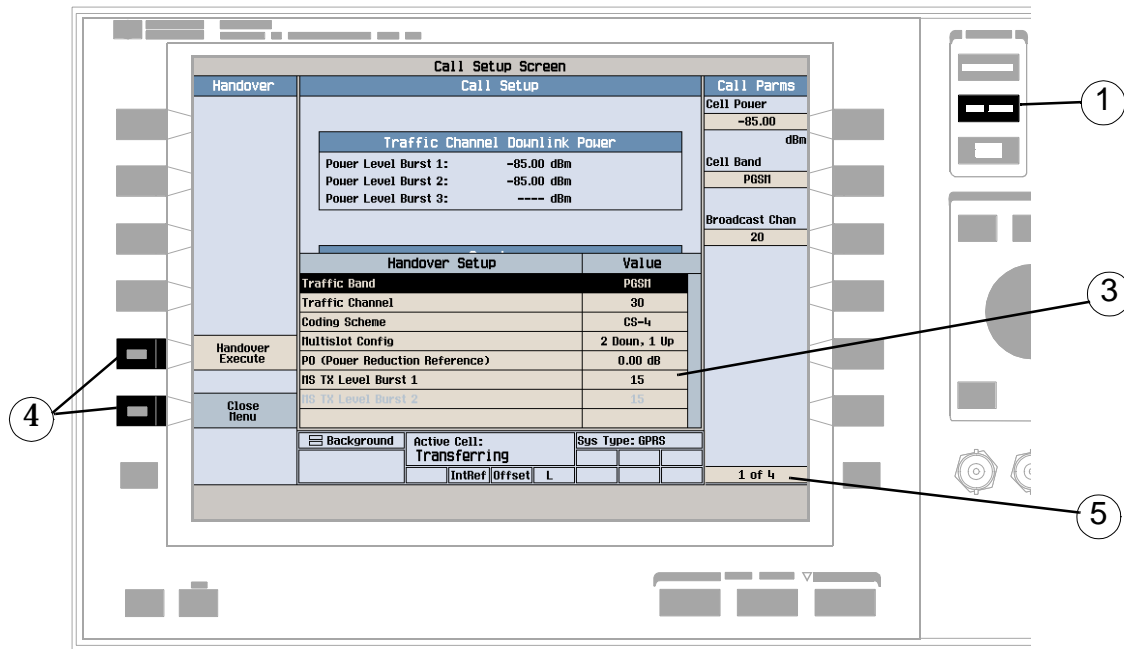 Call Setup Screen
Handover
Call Setup
Call Parms
Cell Power
-85.00
dBm
Cell Band
PGSM
Broadcast Chan
20
Traffic Channel Downlink Power
Power Level Burst 1: -85.00 dBm
Power Level Burst 2: -85.00 dBm
Power Level Burst 3: ---- dBm
Handover Setup Value
Traffic Band PGSM
Traffic Channel 30
Coding Scheme CS-4
Multislot Config 2 Down, 1 Up
P0 (Power Reduction Reference) 0.00 dB
MS TX Level Burst 1 15
MS TX Level Burst 2 15
Handover
Execute
Close
Menu
Background
Active Cell:
Transferring
Sys Type: GPRS
IntRef Offset L
1 of 4
1
3
4
5